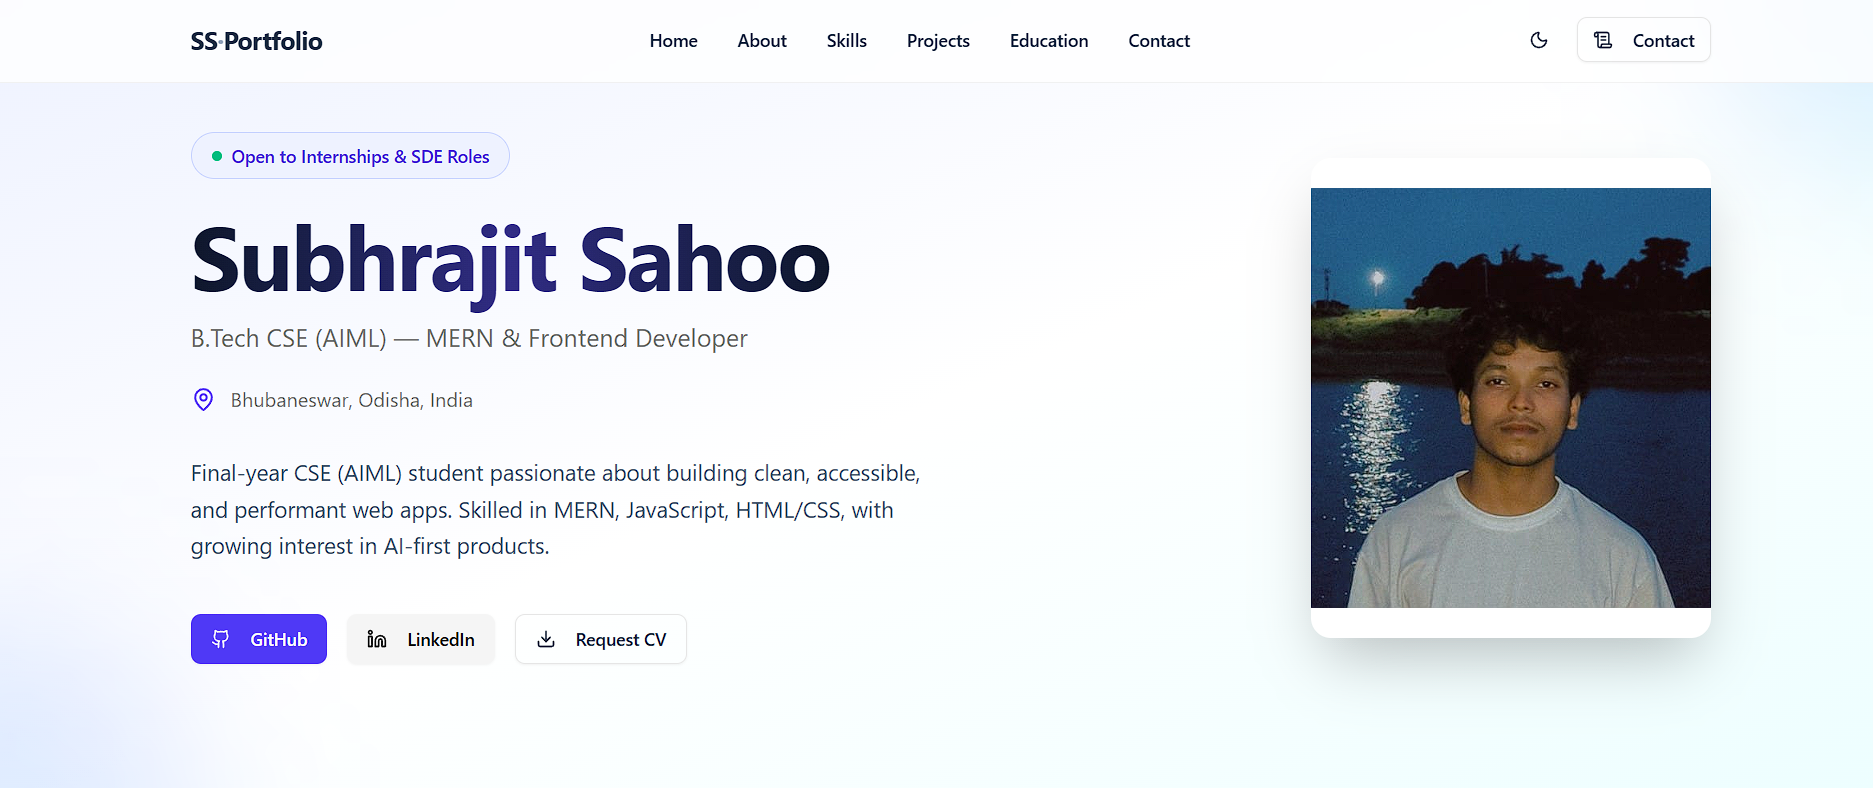 SS·Portfolio
Home
About
Skills
Projects
Education
Contact
Contact
Open to Internships & SDE Roles
Subhrajit Sahoo
B.Tech CSE (AIML) — MERN & Frontend Developer
Bhubaneswar, Odisha, India
Final-year CSE (AIML) student passionate about building clean, accessible,
and performant web apps. Skilled in MERN, JavaScript, HTML/CSS, with
growing interest in AI-first products.
GitHub
LinkedIn
Request CV